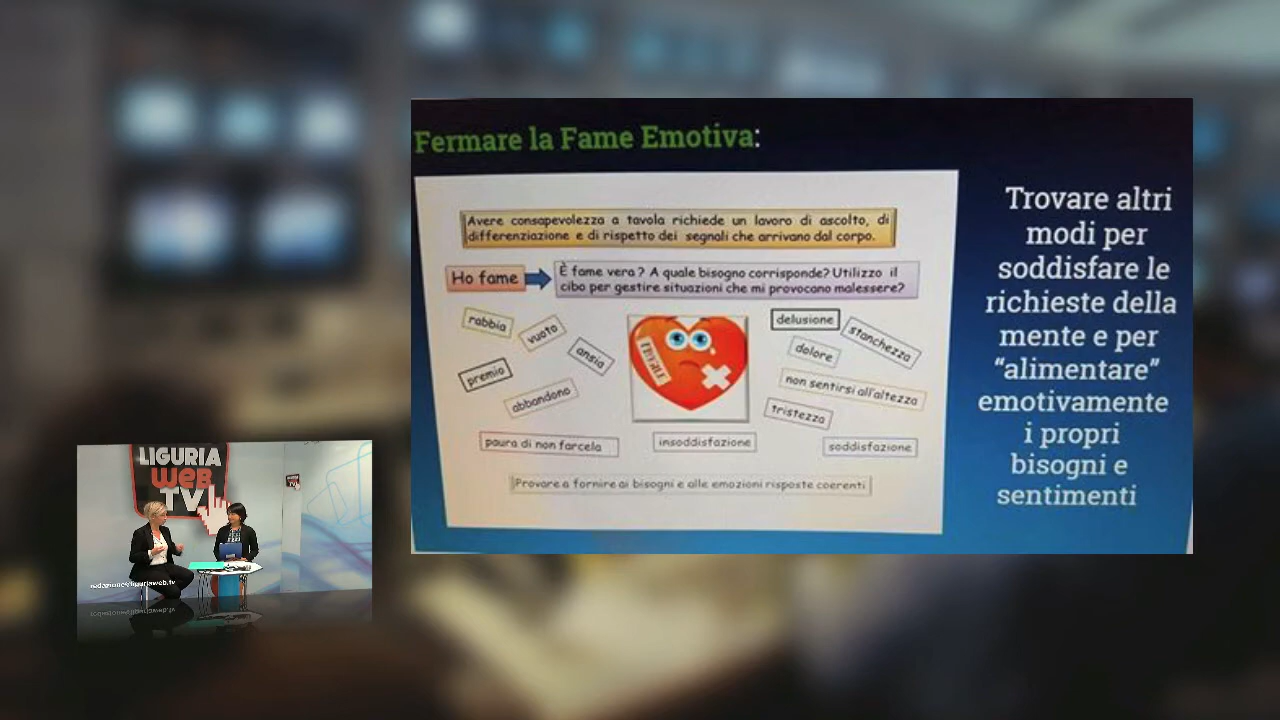 Fermare la Fame Emotiva:
Avere consapevolezza a tavola richiede un lavoro di ascolto, di
differenziazione e di rispetto dei segnali che arrivano dal corpo.
Ho fame
È fame vera? A quale bisogno corrisponde? Utilizzo il
cibo per gestire situazioni che mi provocano malessere?
rabbia
vuoto
ansia
premio
abbandono
paura di non farcela
insoddisfazione
delusione
stanchezza
dolore
non sentirsi all'altezza
tristezza
soddisfazione
Provare a fornire ai bisogni e alle emozioni risposte coerenti
Trovare altri
modi per
soddisfare le
richieste della
mente e per
“alimentare”
emotivamente
i propri
bisogni e
sentimenti
LIGURIA
WEB
TV